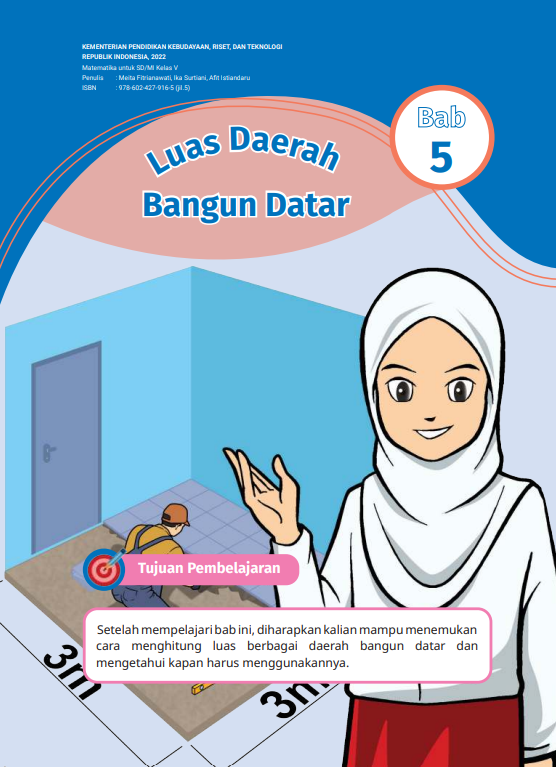 KEMENTERIAN PENDIDIKAN KEBUDAYAAN, RISET, DAN TEKNOLOGI
REPUBLIK INDONESIA, 2022
Matematika untuk SD/MI Kelas V
Penulis : Meita Fitrianawati, Ika Surtiani, Afit Istiandaru
ISBN : 978-602-427-916-5 (jil.5)
Bab
5
Luas Daerah
Bangun Datar
Tujuan Pembelajaran
Setelah mempelajari bab ini, diharapkan kalian mampu menemukan
cara menghitung luas berbagai daerah bangun datar dan
mengetahui kapan harus menggunakannya.
3m
3m